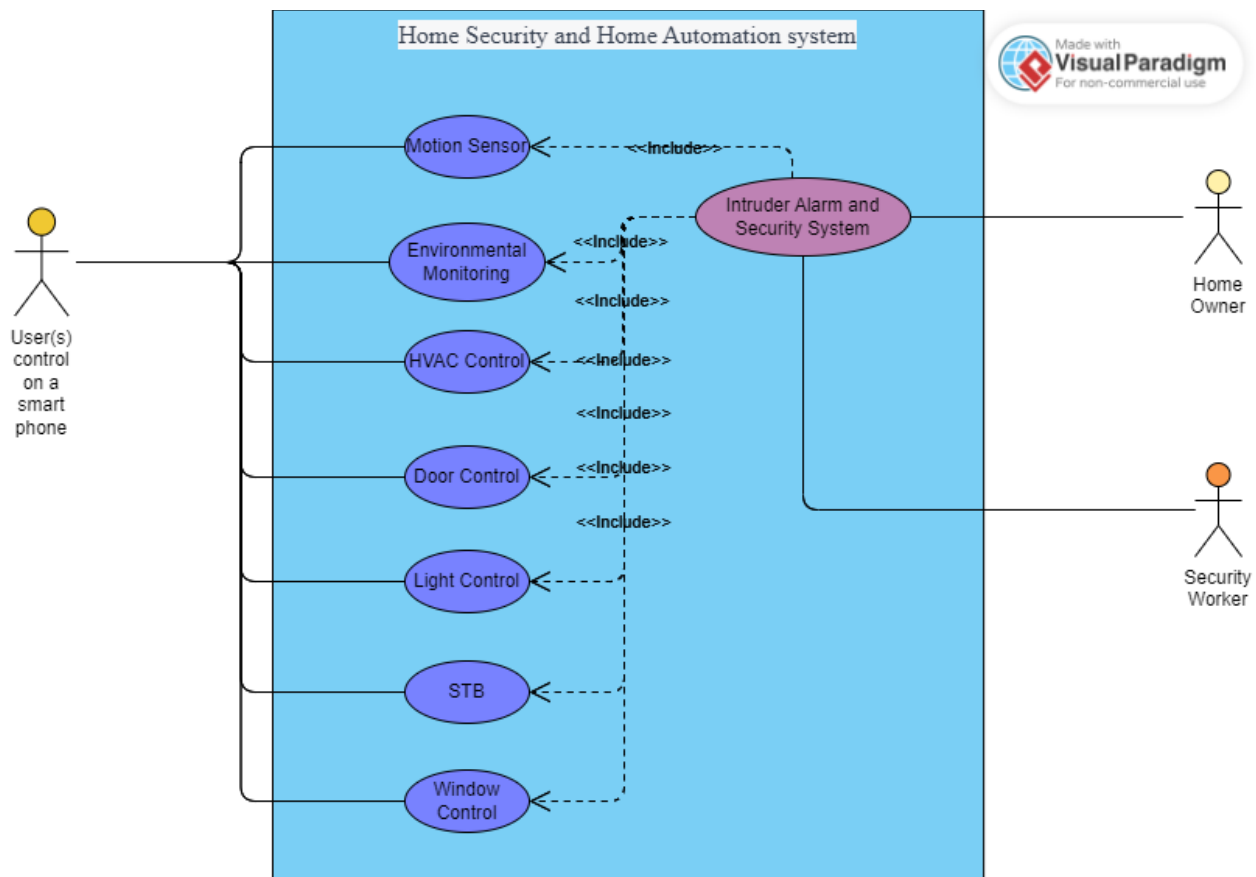 Home Security and Home Automation system
Made with
Visual Paradigm
For non-commercial use
Motion Sensor
<<Include>>
Intruder Alarm and
Security System
<<Include>>
Environmental
Monitoring
<<Include>>
HVAC Control
<<Include>>
<<Include>>
Door Control
<<Include>>
<<Include>>
Light Control
STB
Window
Control
User(s)
control
on a
smart
phone
Home
Owner
Security
Worker